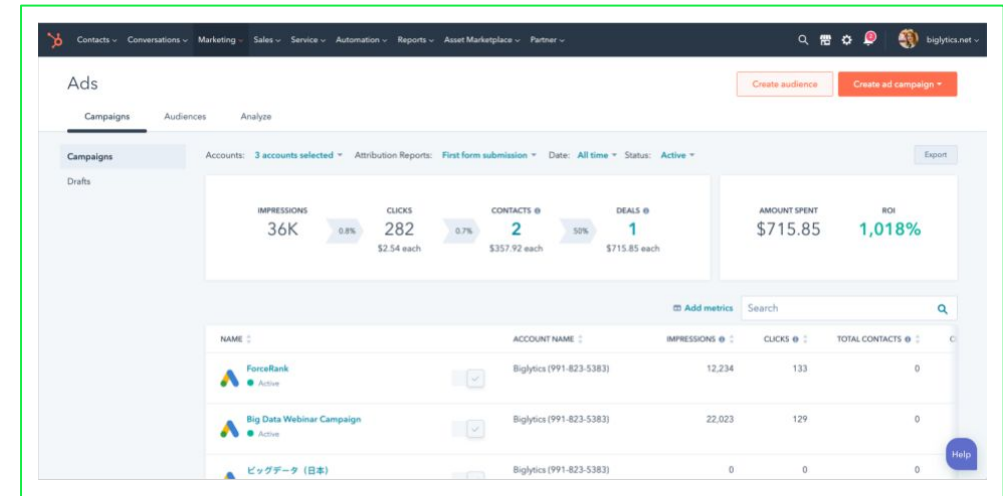 Contacts Conversations Marketing Sales Service Automation Reports Asset Marketplace Partner biglytics.net
Ads
Create audience Create ad campaign
Campaigns Audiences Analyze
Campaigns
Drafts
Accounts: 3 accounts selected Attribution Reports: First form submission Date: All time Status: Active Export
IMPRESSIONS CLICKS CONTACTS DEALS AMOUNT SPENT ROI
36K 0.8% 282 0.7% 2 50% 1 $715.85 1,018%
$2.54 each $357.92 each $715.85 each
Add metrics Search
NAME ACCOUNT NAME IMPRESSIONS CLICKS TOTAL CONTACTS
ForceRank Biglytics (991-823-5383) 12,234 133 0
Active
Big Data Webinar Campaign Biglytics (991-823-5383) 22,023 129 0
Active
ビッグデータ（日本） Biglytics (991-823-5383) 0 0 0
Help